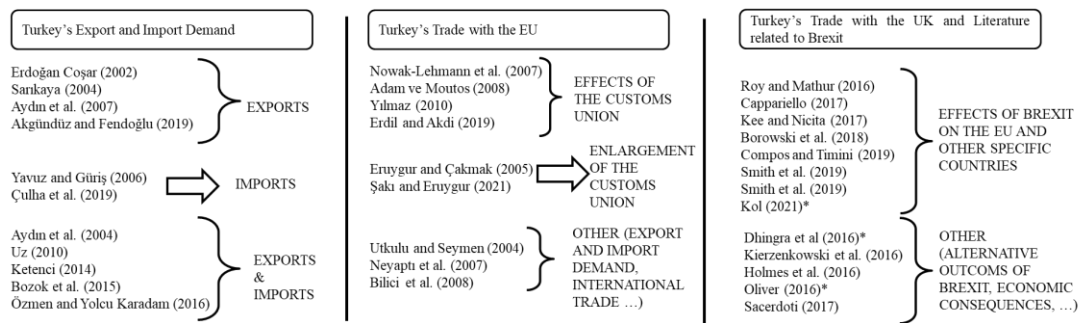 Turkey's Export and Import Demand
Erdoğan Coşar (2002)
Sarıkaya (2004)
Aydın et al. (2007)
Akgündüz and Fendoğlu (2019)
EXPORTS
Yavuz and Güriş (2006)
Çulha et al. (2019)
IMPORTS
Aydın et al. (2004)
Uz (2010)
Ketenci (2014)
Bozok et al. (2015)
Özmen and Yolcu Karadam (2016)
EXPORTS
&
IMPORTS
Turkey's Trade with the EU
Nowak-Lehmann et al. (2007)
Adam ve Moutos (2008)
Yılmaz (2010)
Erdil and Akdi (2019)
EFFECTS OF
THE CUSTOMS
UNION
Eruygur and Çakmak (2005)
Şakı and Eruygur (2021)
ENLARGEMENT
OF THE
CUSTOMS
UNION
Utkulu and Seymen (2004)
Neyaptı et al. (2007)
Bilici et al. (2008)
OTHER (EXPORT
AND IMPORT
DEMAND,
INTERNATIONAL
TRADE …)
Turkey's Trade with the UK and Literature
related to Brexit
Roy and Mathur (2016)
Cappariello (2017)
Kee and Nicita (2017)
Borowski et al. (2018)
Compos and Timini (2019)
Smith et al. (2019)
Smith et al. (2019)
Kol (2021)*
EFFECTS OF BREXIT
ON THE EU AND
OTHER SPECIFIC
COUNTRIES
Dhingra et al (2016)*
Kierzenkowski et al. (2016)
Holmes et al. (2016)
Oliver (2016)*
Sacerdoti (2017)
OTHER
(ALTERNATIVE
OUTCOMS OF
BREXIT, ECONOMIC
CONSEQUENCES, …)